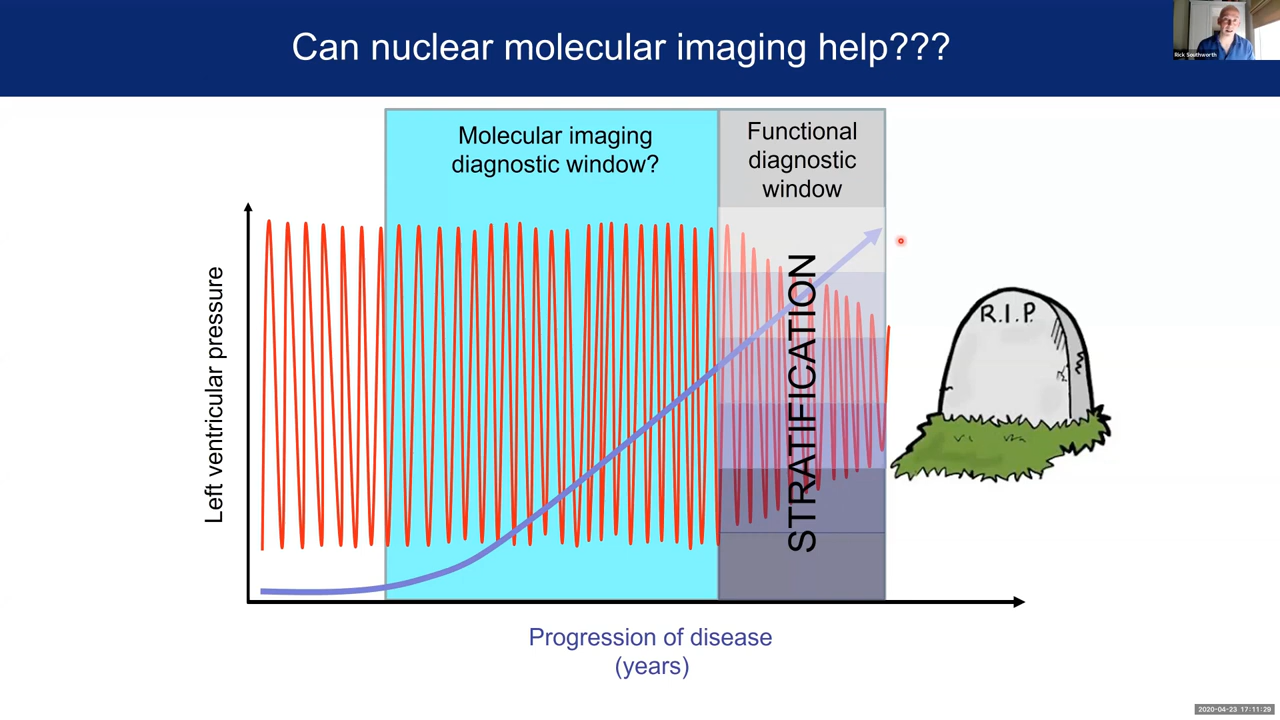 Can nuclear molecular imaging help???
Rick Southworth
Molecular imaging
diagnostic window?
Functional
diagnostic
window
Left ventricular pressure
STRATIFICATION
R.I.P.
Progression of disease
(years)
2020-04-23 17:11:29